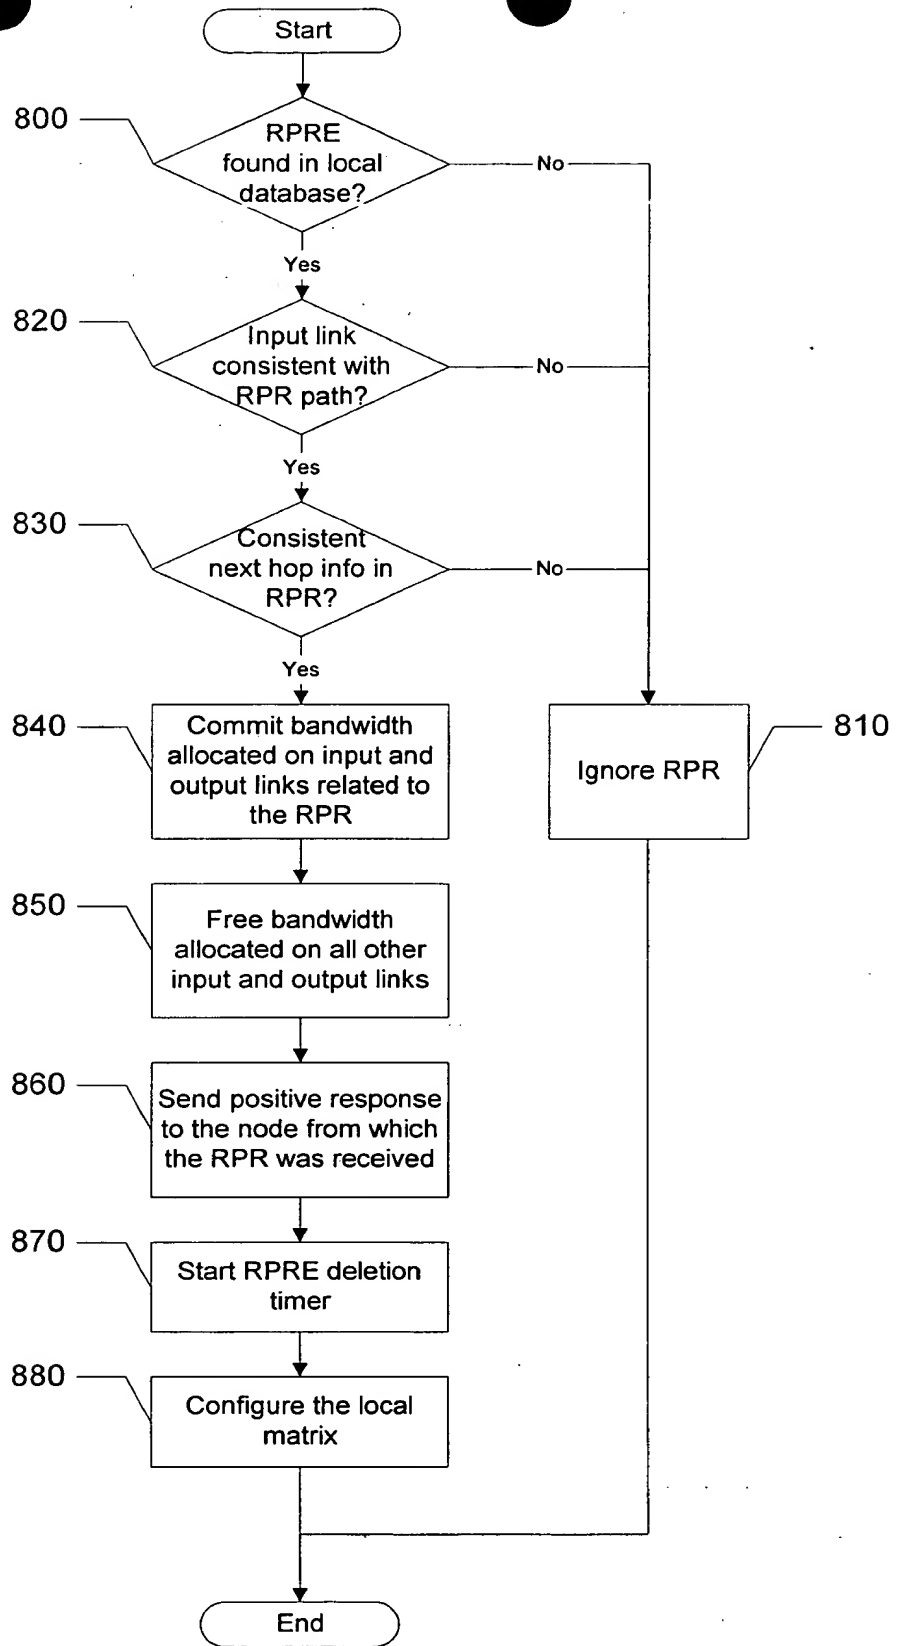 Start
800
RPRE
found in local
database?
No
Yes
820
Input link
consistent with
RPR path?
No
Yes
830
Consistent
next hop info in
RPR?
No
Yes
840
Commit bandwidth
allocated on input and
output links related to
the RPR
Ignore RPR
810
850
Free bandwidth
allocated on all other
input and output links
860
Send positive response
to the node from which
the RPR was received
870
Start RPRE deletion
timer
880
Configure the local
matrix
End